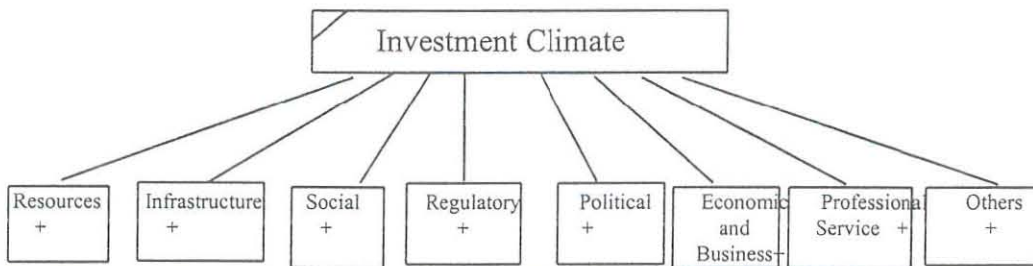 Investment Climate
Resources
+
Infrastructure
+
Social
+
Regulatory
+
Political
+
Economic
and
Business+
Professional
Service +
Others
+